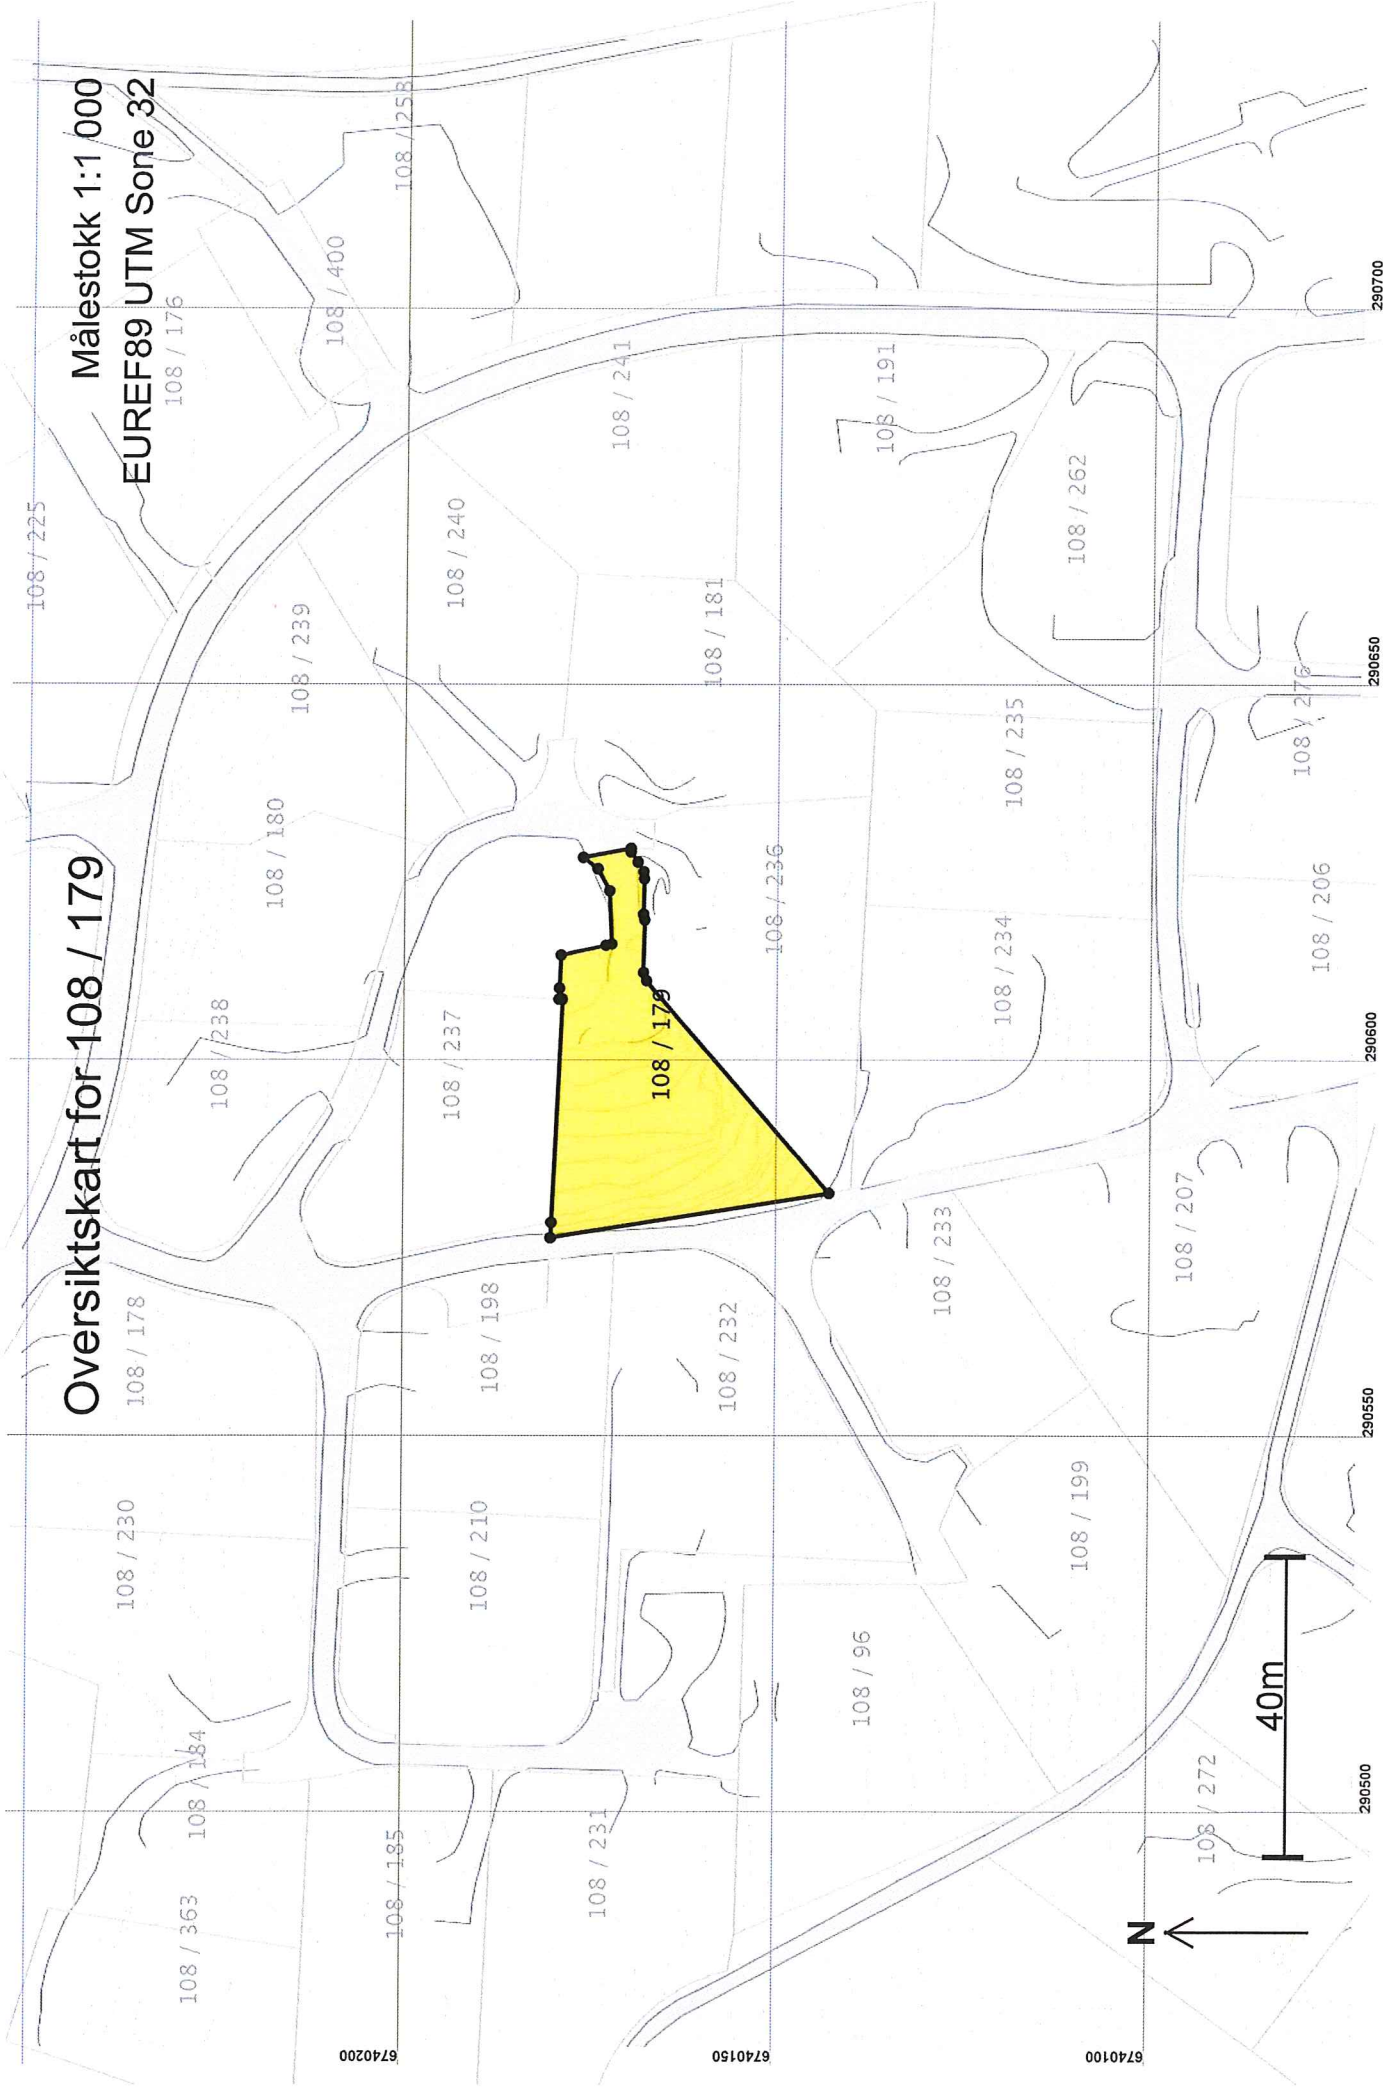 Oversiktskart for 108 / 179
Målestokk 1:1 000
EUREF89 UTM Sone 32
108 / 225
108 / 178
108 / 230
108 / 176
108 / 363
108 / 184
108 / 238
108 / 180
108 / 239
108 / 400
108 / 258
108 / 185
6740200
108 / 237
108 / 240
108 / 210
108 / 198
108 / 231
108 / 241
108 / 179
108 / 181
108 / 232
6740150
108 / 236
108 / 96
108 / 191
108 / 233
108 / 234
108 / 235
108 / 262
108 / 199
6740100
N
108 / 207
108 / 272
40m
108 / 276
108 / 206
290500
290550
290600
290650
290700